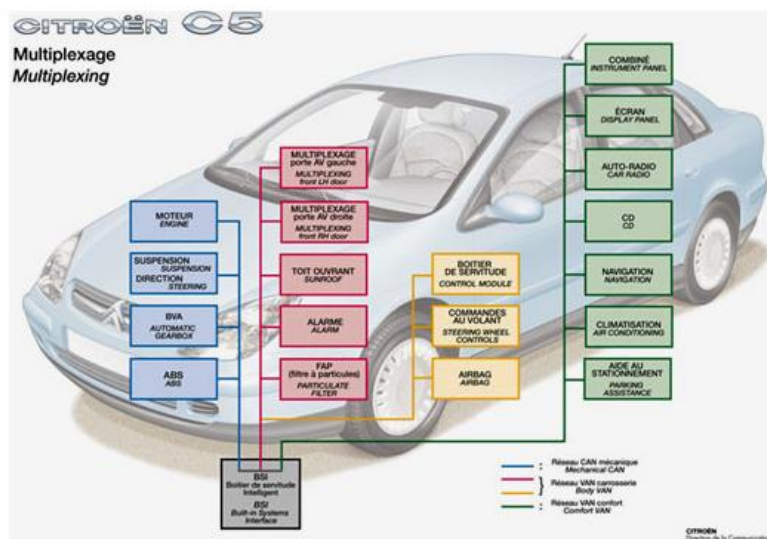 CITROËN C5
Multiplexage
Multiplexing
COMBINÉ
INSTRUMENT PANEL
ÉCRAN
DISPLAY PANEL
AUTO-RADIO
CAR RADIO
CD
CD
NAVIGATION
NAVIGATION
CLIMATISATION
AIR CONDITIONING
AIDE AU
STATIONNEMENT
PARKING
ASSISTANCE
MULTIPLEXAGE
porte AV gauche
MULTIPLEXING
front LH door
MULTIPLEXAGE
porte AV droite
MULTIPLEXING
front RH door
TOIT OUVRANT
SUNROOF
ALARME
ALARM
FAP
(filtre à particules)
PARTICULATE
FILTER
MOTEUR
ENGINE
SUSPENSION
SUSPENSION
DIRECTION
STEERING
BVA
AUTOMATIC
GEARBOX
ABS
ABS
BOITIER
DE SERVITUDE
CONTROL MODULE
COMMANDES
AU VOLANT
STEERING WHEEL
CONTROLS
AIRBAG
AIRBAG
BSI
Boitier de servitude
Intelligent
BSI
Built-in Systems
Interface
: Réseau CAN mécanique
Mechanical CAN
Réseau VAN carrosserie
Body VAN
: Réseau VAN confort
Comfort VAN
CITROËN
Direction de la Communication